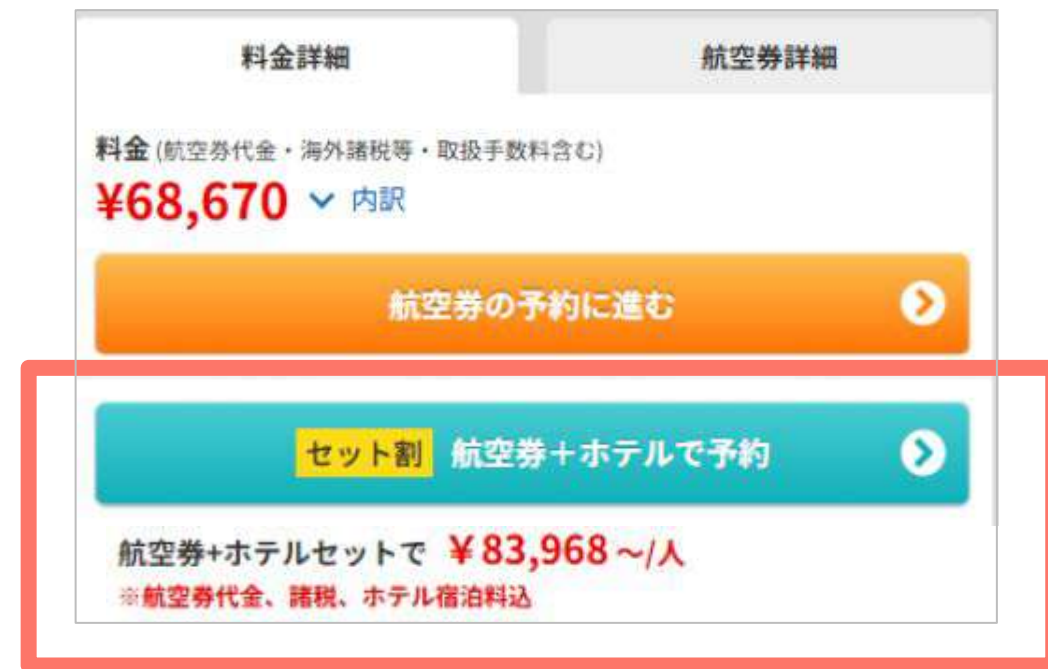 料金詳細
航空券詳細
料金(航空券代金・海外諸税等・取扱手数料含む)
¥68,670 内訳
航空券の予約に進む
セット割 航空券+ホテルで予約
航空券+ホテルセットで ¥83,968~/人
※航空券代金、諸税、ホテル宿泊料込